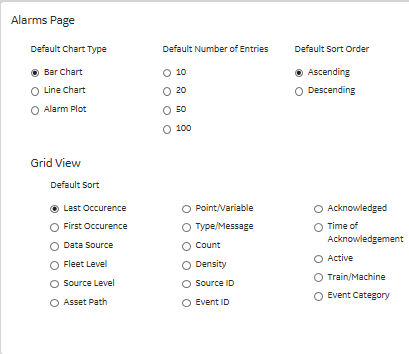 Alarms Page
Default Chart Type
Bar Chart
Line Chart
Alarm Plot
Default Number of Entries
10
20
50
100
Default Sort Order
Ascending
Descending
Grid View
Default Sort
Last Occurence
First Occurence
Data Source
Fleet Level
Source Level
Asset Path
Point/Variable
Type/Message
Count
Density
Source ID
Event ID
Acknowledged
Time of
Acknowledgement
Active
Train/Machine
Event Category